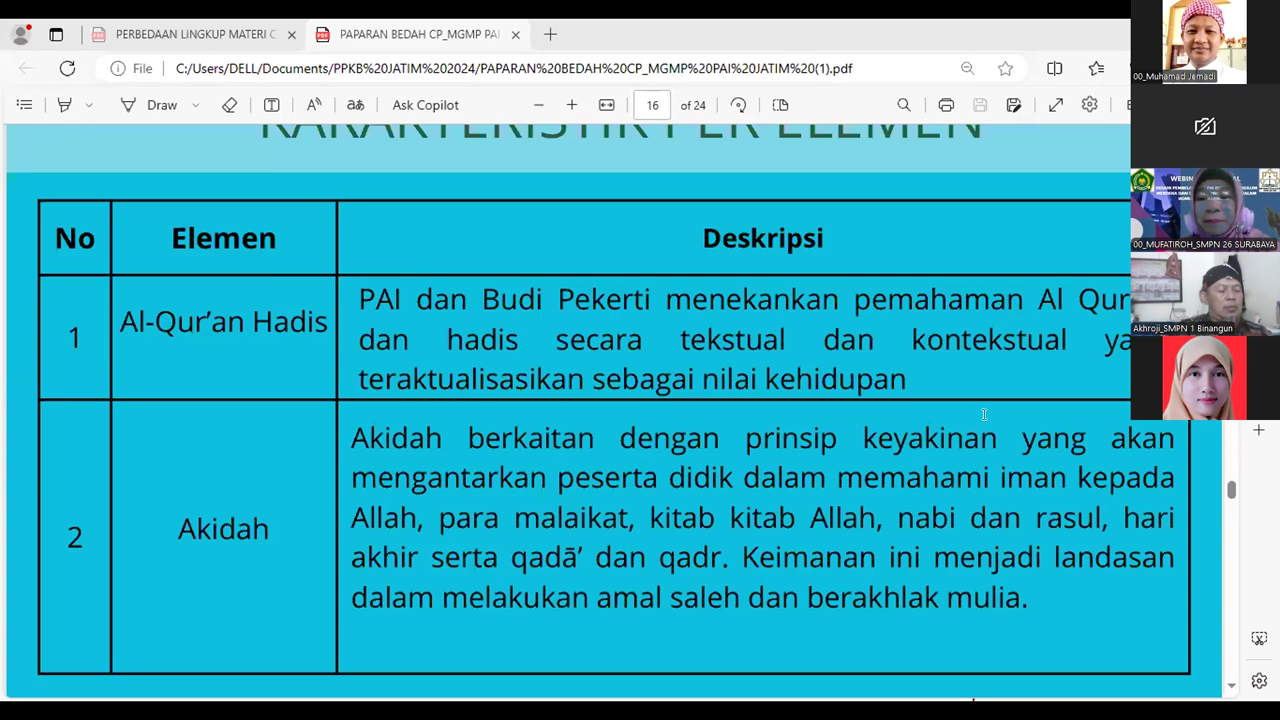 PERBEDAAN LINGKUP MATERI C
PAPARAN BEDAH CP_MGMP PAI
File
C:/Users/DELL/Documents/PPKB%20JATIM%202024/PAPARAN%20BEDAH%20CP_MGMP%20PAI%20JATIM%20(1).pdf
Draw
Ask Copilot
16 of 24
KARAKTERISTIK PER ELEMEN
No Elemen Deskripsi
1
Al-Qur’an Hadis
PAI dan Budi Pekerti menekankan pemahaman Al Qur
dan hadis secara tekstual dan kontekstual ya
teraktualisasikan sebagai nilai kehidupan
2
Akidah
Akidah berkaitan dengan prinsip keyakinan yang akan
mengantarkan peserta didik dalam memahami iman kepada
Allah, para malaikat, kitab kitab Allah, nabi dan rasul, hari
akhir serta qadā’ dan qadr. Keimanan ini menjadi landasan
dalam melakukan amal saleh dan berakhlak mulia.
00_Muhamad Jemadi
00_MUFATIROH_SMPN 26 SURABAYA
Akhroji_SMPN 1 Binangun